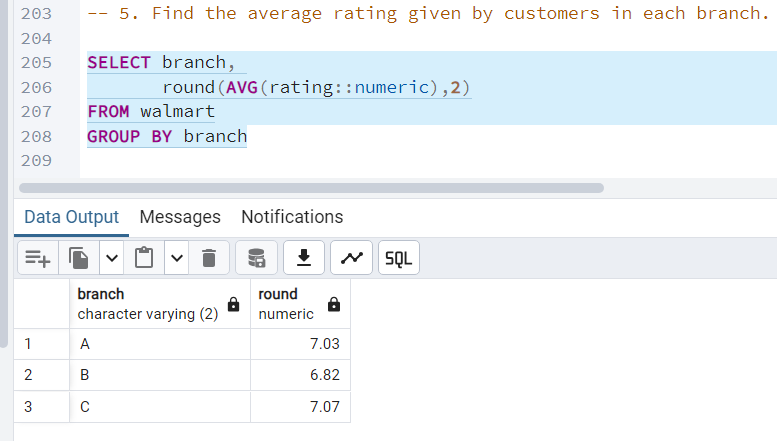 203 -- 5. Find the average rating given by customers in each branch.
204
205 SELECT branch,
206 round(AVG(rating::numeric),2)
207 FROM walmart
208 GROUP BY branch
209
Data Output Messages Notifications
SQL
branch round
character varying (2) numeric
1 A 7.03
2 B 6.82
3 C 7.07